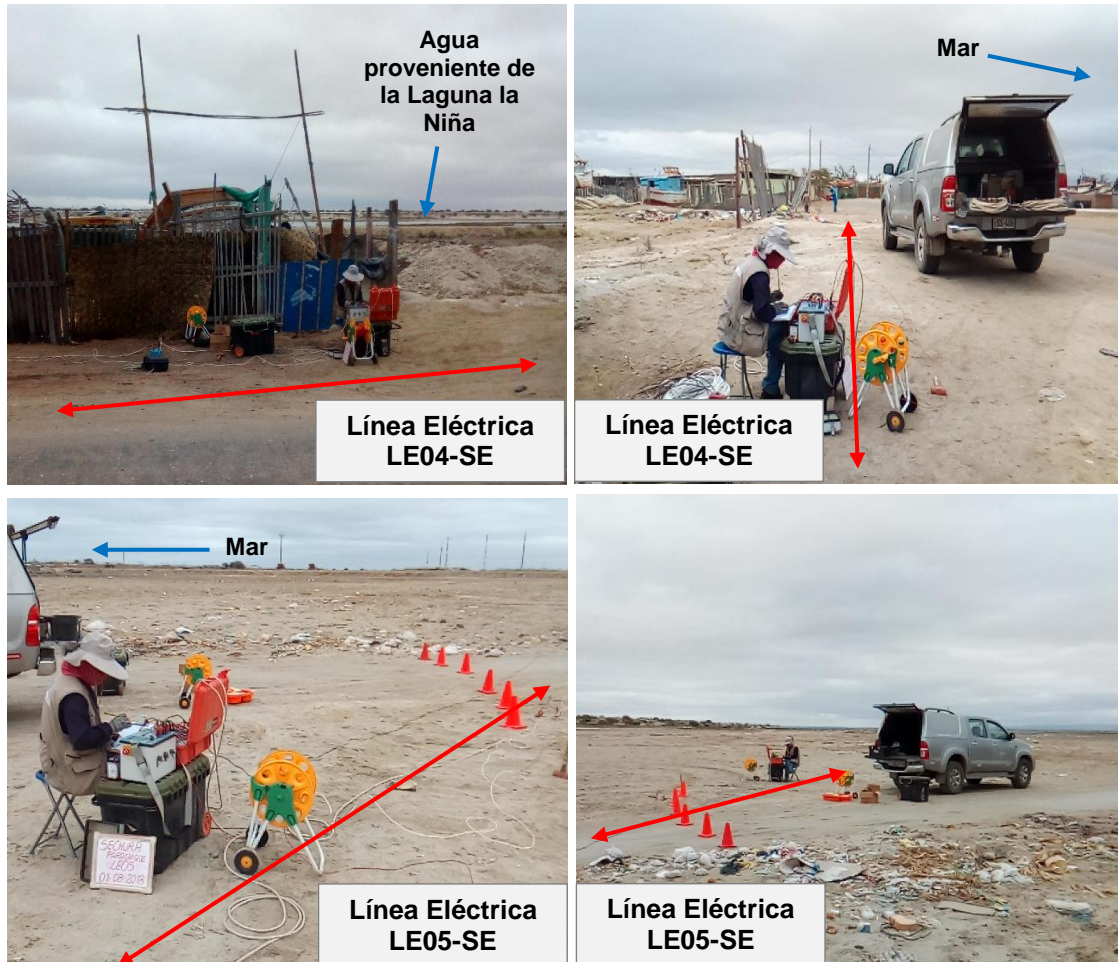 Agua
proveniente de
la Laguna la
Niña
Línea Eléctrica
LE04-SE
Mar
Línea Eléctrica
LE04-SE
Mar
SECHURA
PARACHIQUE
LE05
01-08-2018
Línea Eléctrica
LE05-SE
Línea Eléctrica
LE05-SE